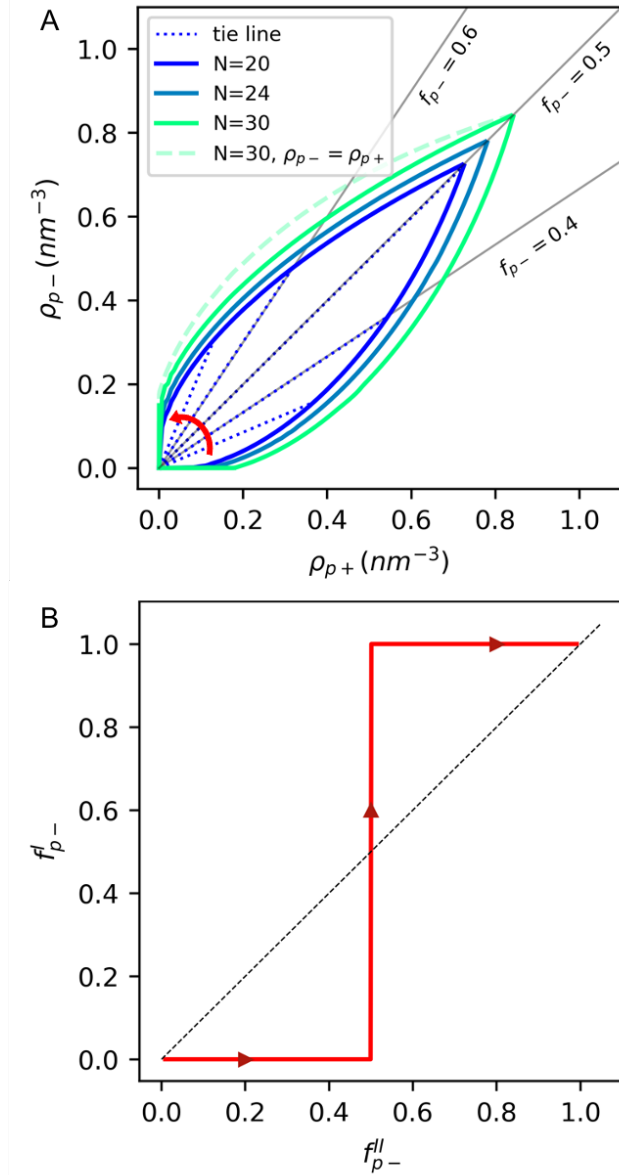 A
1.0
0.8
0.6
0.4
0.2
0.0
ρp− (nm⁻³)
tie line
N=20
N=24
N=30
N=30, ρp− = ρp+
fp− = 0.6
fp− = 0.5
fp− = 0.4
0.0 0.2 0.4 0.6 0.8 1.0
ρp+ (nm⁻³)
B
1.0
0.8
0.6
0.4
0.2
0.0
f^I_p−
0.0 0.2 0.4 0.6 0.8 1.0
f^II_p−